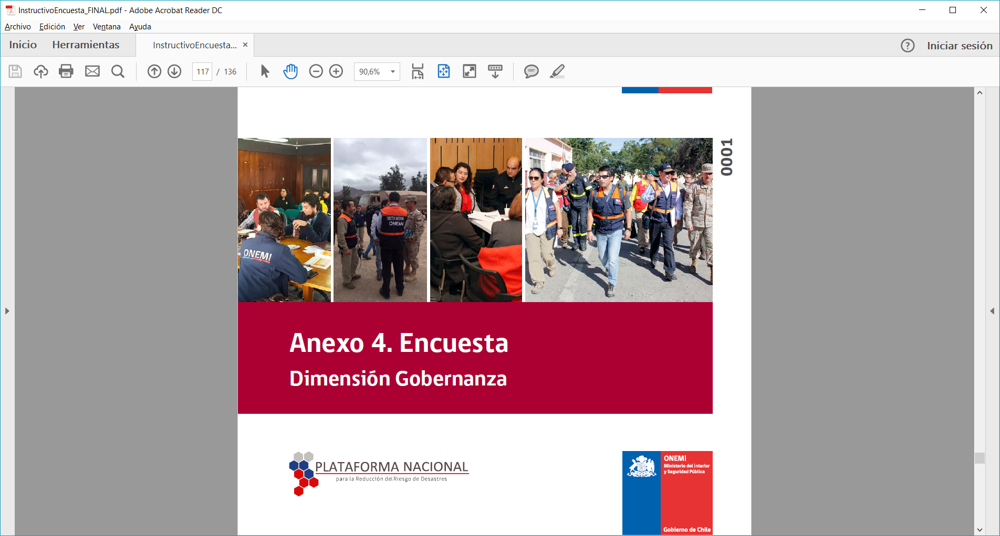 InstructivoEncuesta_FINAL.pdf - Adobe Acrobat Reader DC
Archivo Edición Ver Ventana Ayuda
Inicio Herramientas InstructivoEncuesta... × ? Iniciar sesión
117 / 136 90,6%
0001
ONEMI
DIRECTOR NACIONAL
ONEMI
Anexo 4. Encuesta
Dimensión Gobernanza
PLATAFORMA NACIONAL
para la Reducción del Riesgo de Desastres
ONEMI
Ministerio del Interior
y Seguridad Pública
Gobierno de Chile